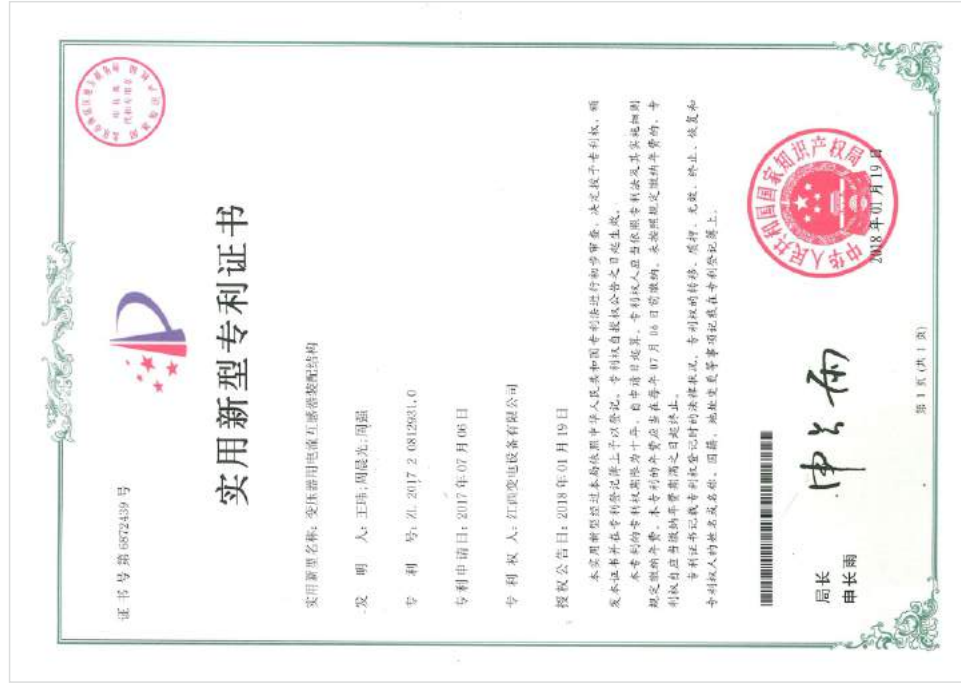 证书号第6872439号
实用新型专利证书
实用新型名称：变压器用电流互感器装配结构
发 明 人：王玮;周晨光;周强
专 利 号：ZL 2017 2 0812931.0
专利申请日：2017年07月06日
专 利 权 人：江西变电设备有限公司
授权公告日：2018年01月19日
本实用新型经过本局依照中华人民共和国专利法进行初步审查，决定授予专利权，颁
发本证书并在专利登记簿上予以登记。专利权自授权公告之日起生效。
本专利的专利权期限为十年，自申请日起算。专利权人应当依照专利法及其实施细则
规定缴纳年费。本专利的年费应当在每年07月06日前缴纳。未按照规定缴纳年费的，专
利权自应当缴纳年费期满之日起终止。
专利证书记载专利权登记时的法律状况。专利权的转移、质押、无效、终止、恢复和
专利权人的姓名或名称、国籍、地址变更等事项记载在专利登记簿上。
局长
申长雨
申长雨
中华人民共和国国家知识产权局
2018年01月19日
第 1 页 (共 1 页)